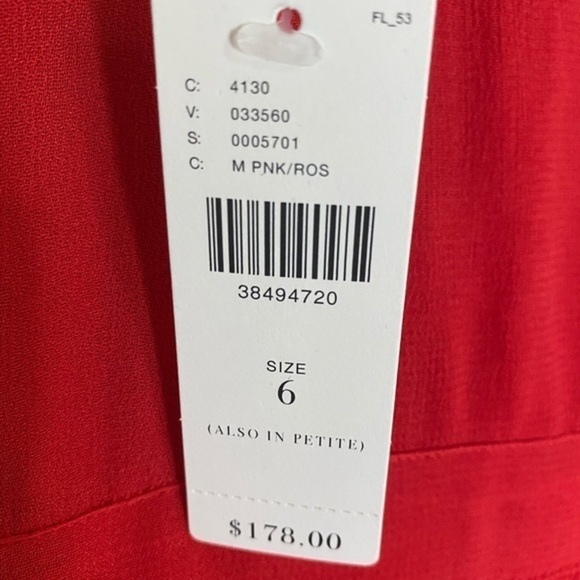 FL_53
C: 4130
V: 033560
S: 0005701
C: M PNK/ROS
38494720
SIZE
6
(ALSO IN PETITE)
$178.00